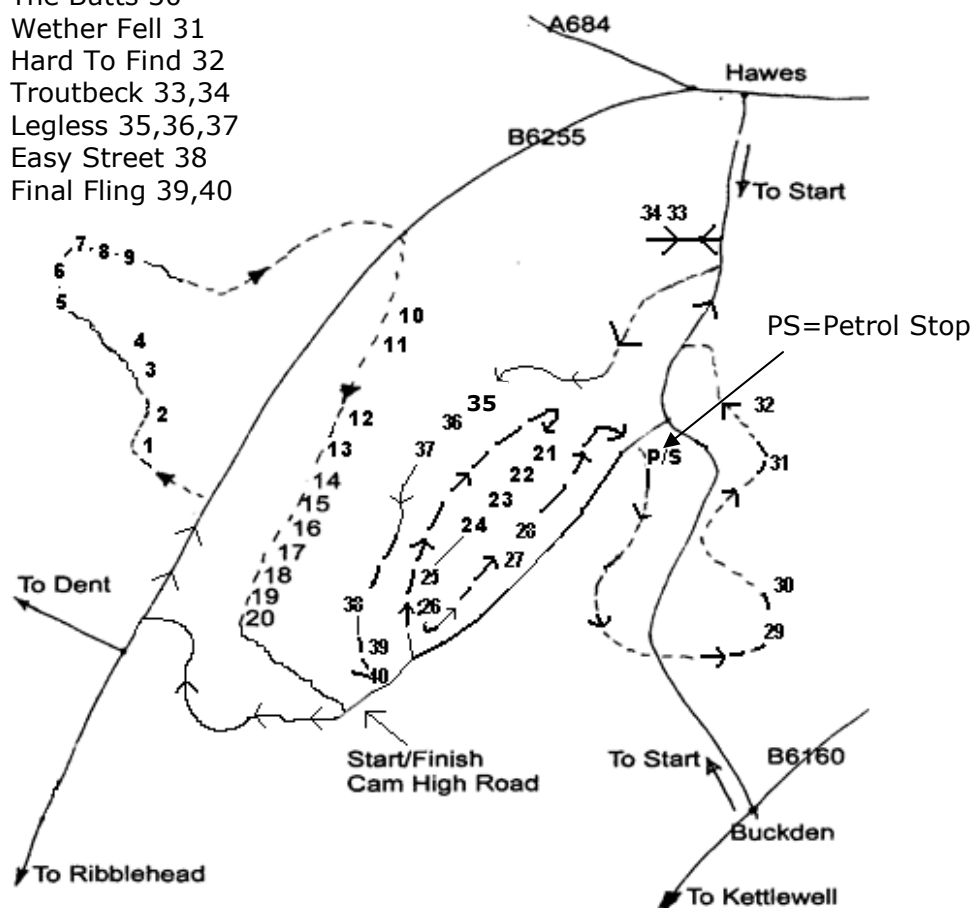 The Butts 30
Wether Fell 31
Hard To Find 32
Troutbeck 33,34
Legless 35,36,37
Easy Street 38
Final Fling 39,40
A684
Hawes
B6255
To Start
34 33
7. 8. 9
6
5
10
PS=Petrol Stop
4
11
3
35
32
2
12
36
1
13
37
21
P/S
31
14
22
15
23
16
24
28
17
27
To Dent
18
25
30
19
38
26
20
29
39
40
Start/Finish
Cam High Road
To Start
B6160
Buckden
To Ribblehead
To Kettlewell